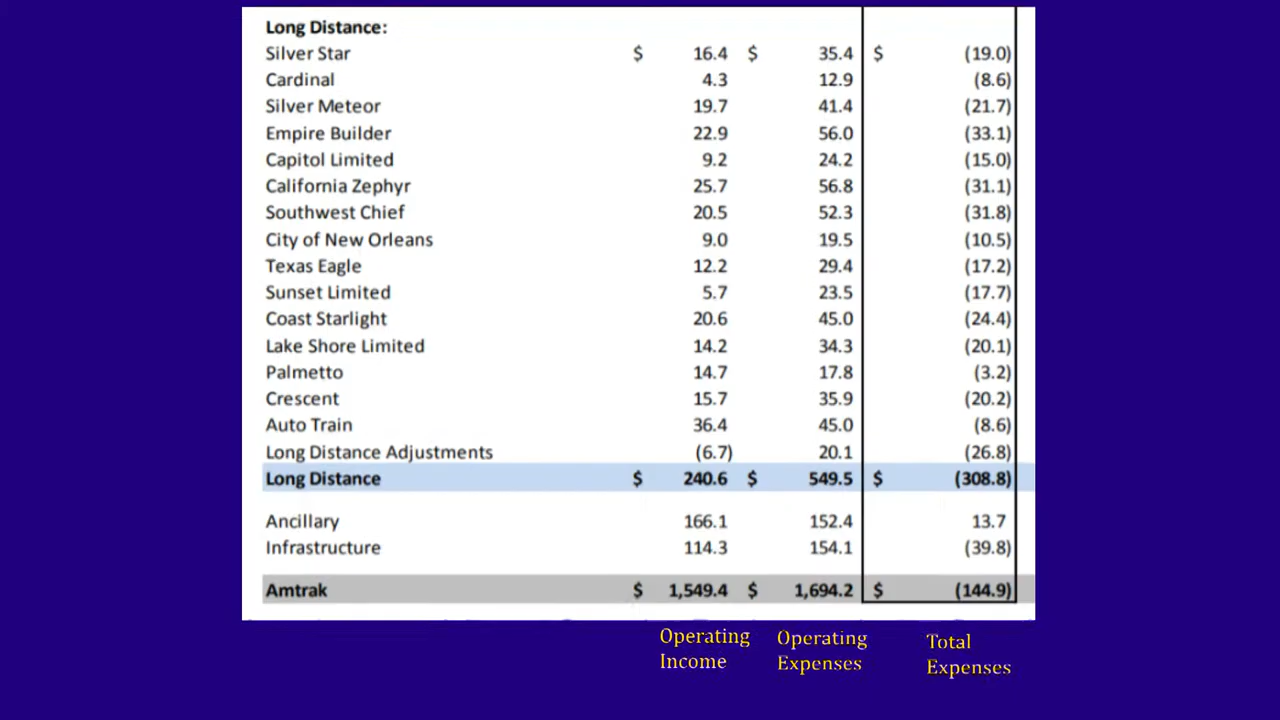 Long Distance:
Silver Star $ 16.4 $ 35.4 $ (19.0)
Cardinal 4.3 12.9 (8.6)
Silver Meteor 19.7 41.4 (21.7)
Empire Builder 22.9 56.0 (33.1)
Capitol Limited 9.2 24.2 (15.0)
California Zephyr 25.7 56.8 (31.1)
Southwest Chief 20.5 52.3 (31.8)
City of New Orleans 9.0 19.5 (10.5)
Texas Eagle 12.2 29.4 (17.2)
Sunset Limited 5.7 23.5 (17.7)
Coast Starlight 20.6 45.0 (24.4)
Lake Shore Limited 14.2 34.3 (20.1)
Palmetto 14.7 17.8 (3.2)
Crescent 15.7 35.9 (20.2)
Auto Train 36.4 45.0 (8.6)
Long Distance Adjustments (6.7) 20.1 (26.8)
Long Distance $ 240.6 $ 549.5 $ (308.8)
Ancillary 166.1 152.4 13.7
Infrastructure 114.3 154.1 (39.8)
Amtrak $ 1,549.4 $ 1,694.2 $ (144.9)
Operating Operating Total
Income Expenses Expenses